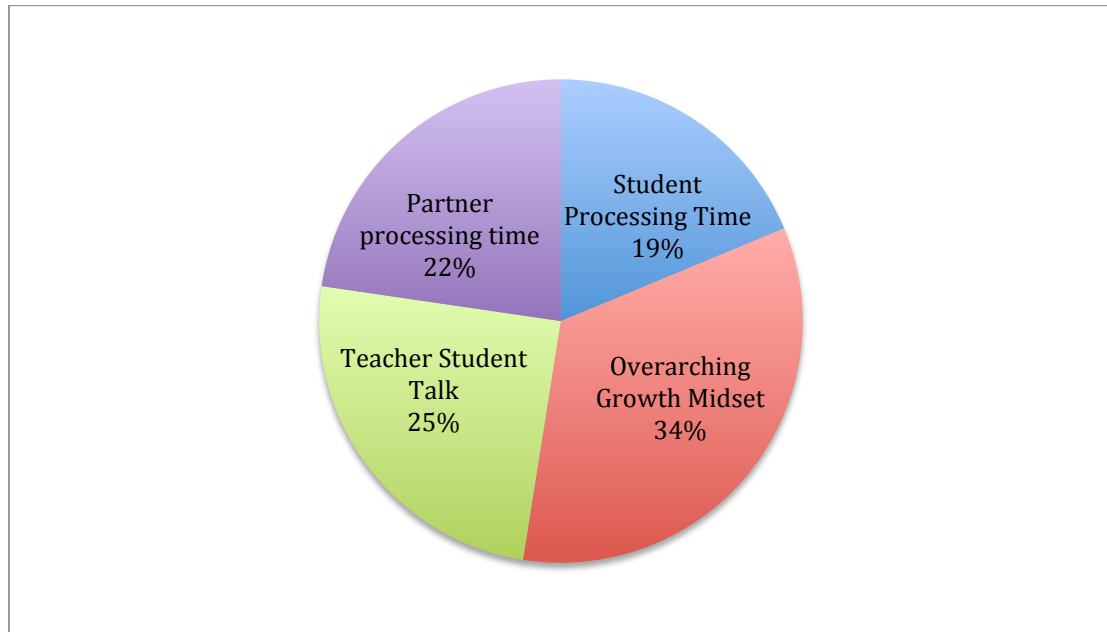 Student
Processing Time
19%
Overarching
Growth Midset
34%
Teacher Student
Talk
25%
Partner
processing time
22%